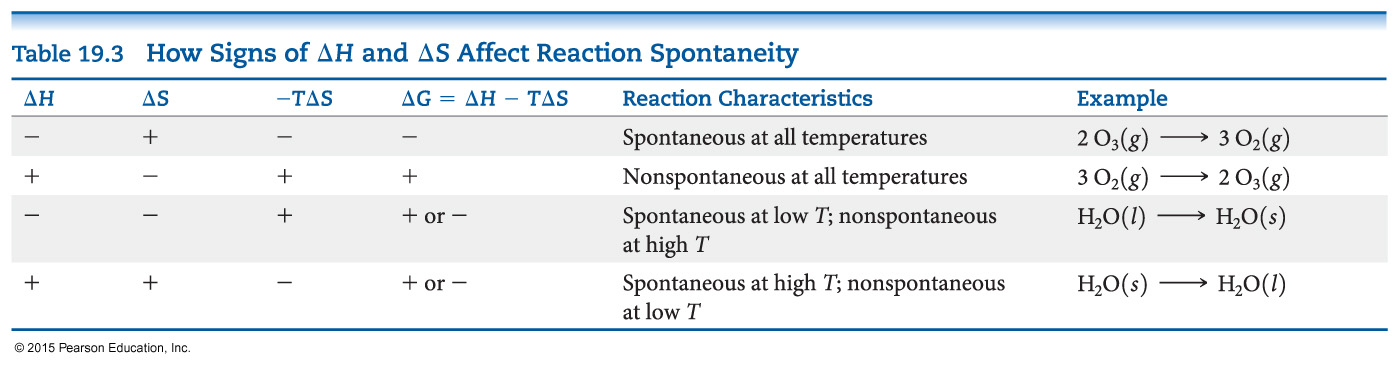 Table 19.3 How Signs of ΔH and ΔS Affect Reaction Spontaneity
ΔH ΔS −TΔS ΔG = ΔH − TΔS Reaction Characteristics Example
− + − − Spontaneous at all temperatures 2 O₃(g) ⟶ 3 O₂(g)
+ − + + Nonspontaneous at all temperatures 3 O₂(g) ⟶ 2 O₃(g)
− − + + or − Spontaneous at low T; nonspontaneous H₂O(l) ⟶ H₂O(s)
at high T
+ + − + or − Spontaneous at high T; nonspontaneous H₂O(s) ⟶ H₂O(l)
at low T
© 2015 Pearson Education, Inc.